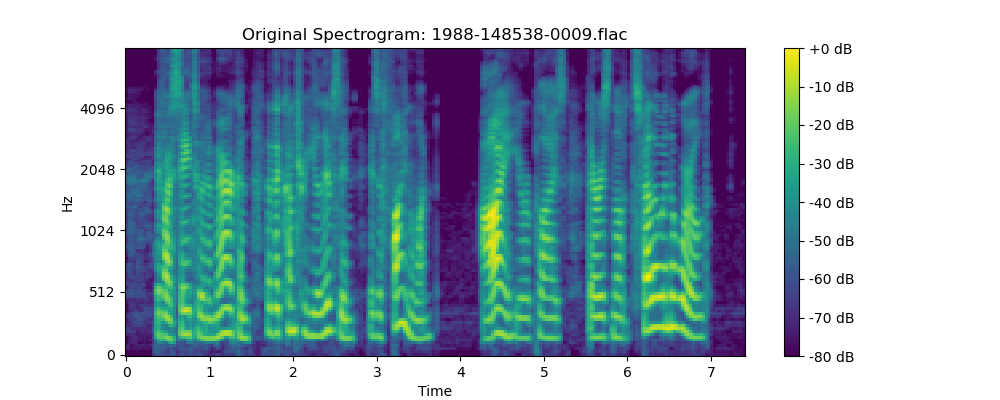 Original Spectrogram: 1988-148538-0009.flac
Hz
4096
2048
1024
512
0
0 1 2 3 4 5 6 7
Time
+0 dB
-10 dB
-20 dB
-30 dB
-40 dB
-50 dB
-60 dB
-70 dB
-80 dB